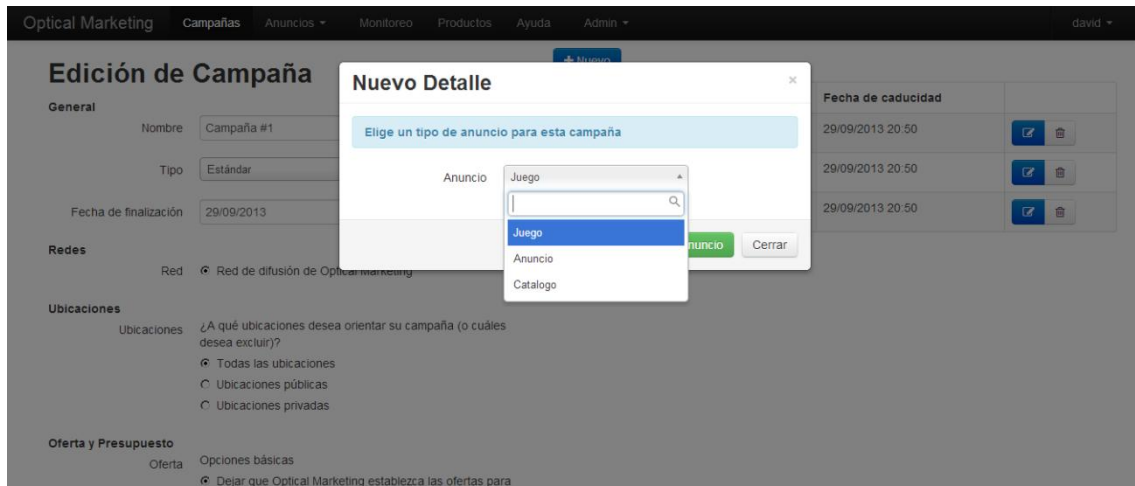 Optical Marketing Campañas Anuncios Monitoreo Productos Ayuda Admin david
+ Nuevo
Edición de Campaña
General
Nombre Campaña #1
Tipo Estándar
Fecha de finalización 29/09/2013
Redes
Red Red de difusión de Optical Marketing
Ubicaciones
Ubicaciones ¿A qué ubicaciones desea orientar su campaña (o cuáles
desea excluir)?
Todas las ubicaciones
Ubicaciones públicas
Ubicaciones privadas
Oferta y Presupuesto
Oferta Opciones básicas
Dejar que Optical Marketing establezca las ofertas para
Nuevo Detalle ×
Elige un tipo de anuncio para esta campaña
Anuncio Juego
Juego
Anuncio
Catalogo
nuncio Cerrar
Fecha de caducidad
29/09/2013 20:50
29/09/2013 20:50
29/09/2013 20:50